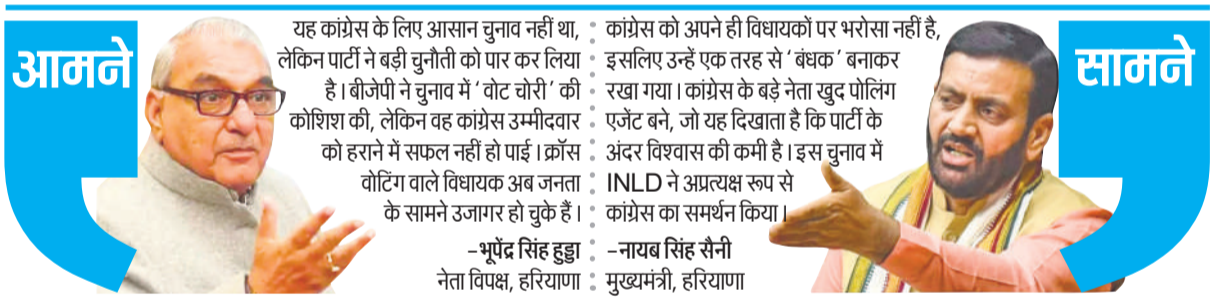 आमने
यह कांग्रेस के लिए आसान चुनाव नहीं था,
लेकिन पार्टी ने बड़ी चुनौती को पार कर लिया
है। बीजेपी ने चुनाव में ‘वोट चोरी’ की
कोशिश की, लेकिन वह कांग्रेस उम्मीदवार
को हराने में सफल नहीं हो पाई। क्रॉस
वोटिंग वाले विधायक अब जनता
के सामने उजागर हो चुके हैं।
-भूपेंद्र सिंह हुड्डा
नेता विपक्ष, हरियाणा
कांग्रेस को अपने ही विधायकों पर भरोसा नहीं है,
इसलिए उन्हें एक तरह से ‘बंधक’ बनाकर
रखा गया। कांग्रेस के बड़े नेता खुद पोलिंग
एजेंट बने, जो यह दिखाता है कि पार्टी के
अंदर विश्वास की कमी है। इस चुनाव में
INLD ने अप्रत्यक्ष रूप से
कांग्रेस का समर्थन किया।
-नायब सिंह सैनी
मुख्यमंत्री, हरियाणा
सामने